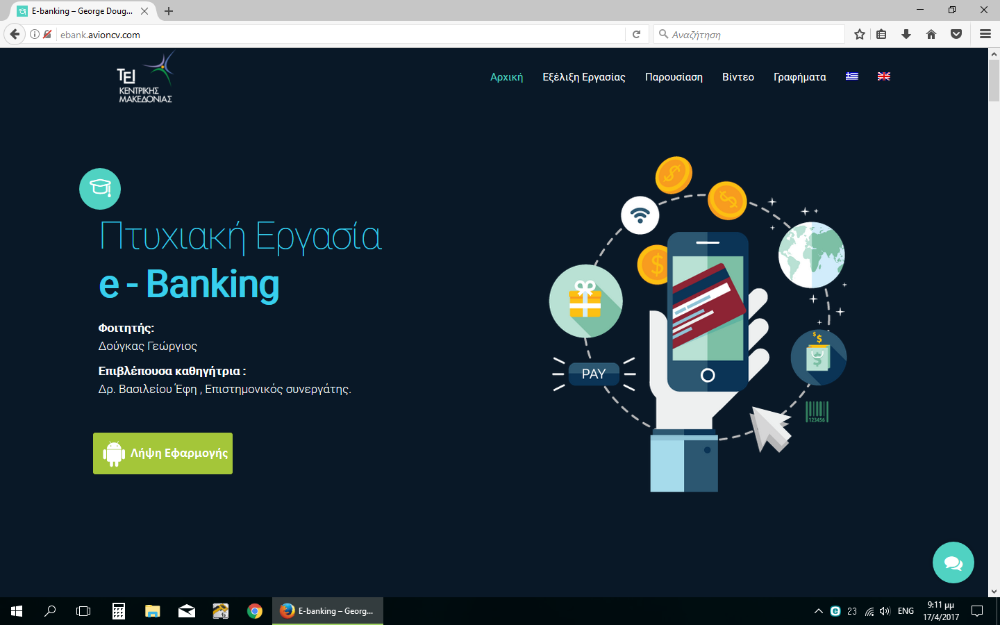 E-banking – George Doug...
ebank.avioncv.com
Αναζήτηση
ΤΕΙ
ΚΕΝΤΡΙΚΗΣ
ΜΑΚΕΔΟΝΙΑΣ
Αρχική
Εξέλιξη Εργασίας
Παρουσίαση
Βίντεο
Γραφήματα
Πτυχιακή Εργασία
e - Banking
Φοιτητής:
Δούγκας Γεώργιος
Επιβλέπουσα καθηγήτρια :
Δρ. Βασιλείου Έφη , Επιστημονικός συνεργάτης.
Λήψη Εφαρμογής
PAY
123456
E-banking – Georg...
23
ENG
9:11 μμ
17/4/2017